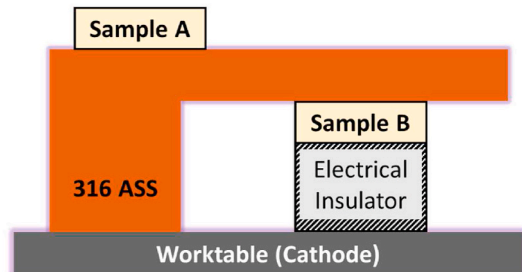 Sample A
Sample B
Electrical
Insulator
316 ASS
Worktable (Cathode)